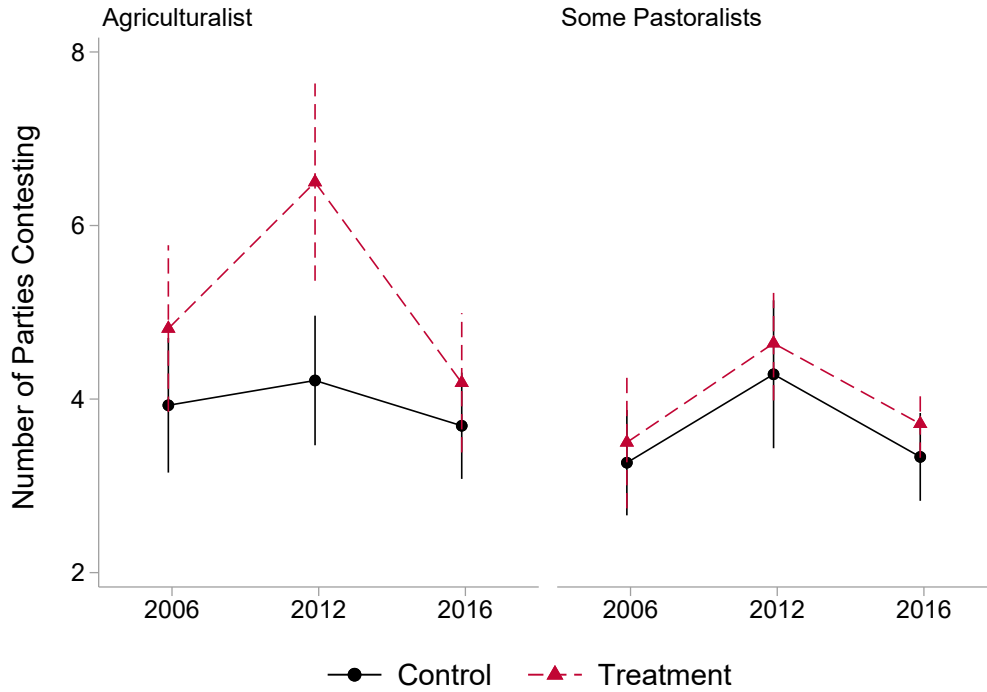 Agriculturalist
Some Pastoralists
Number of Parties Contesting
8
6
4
2
2006
2012
2016
2006
2012
2016
Control
Treatment